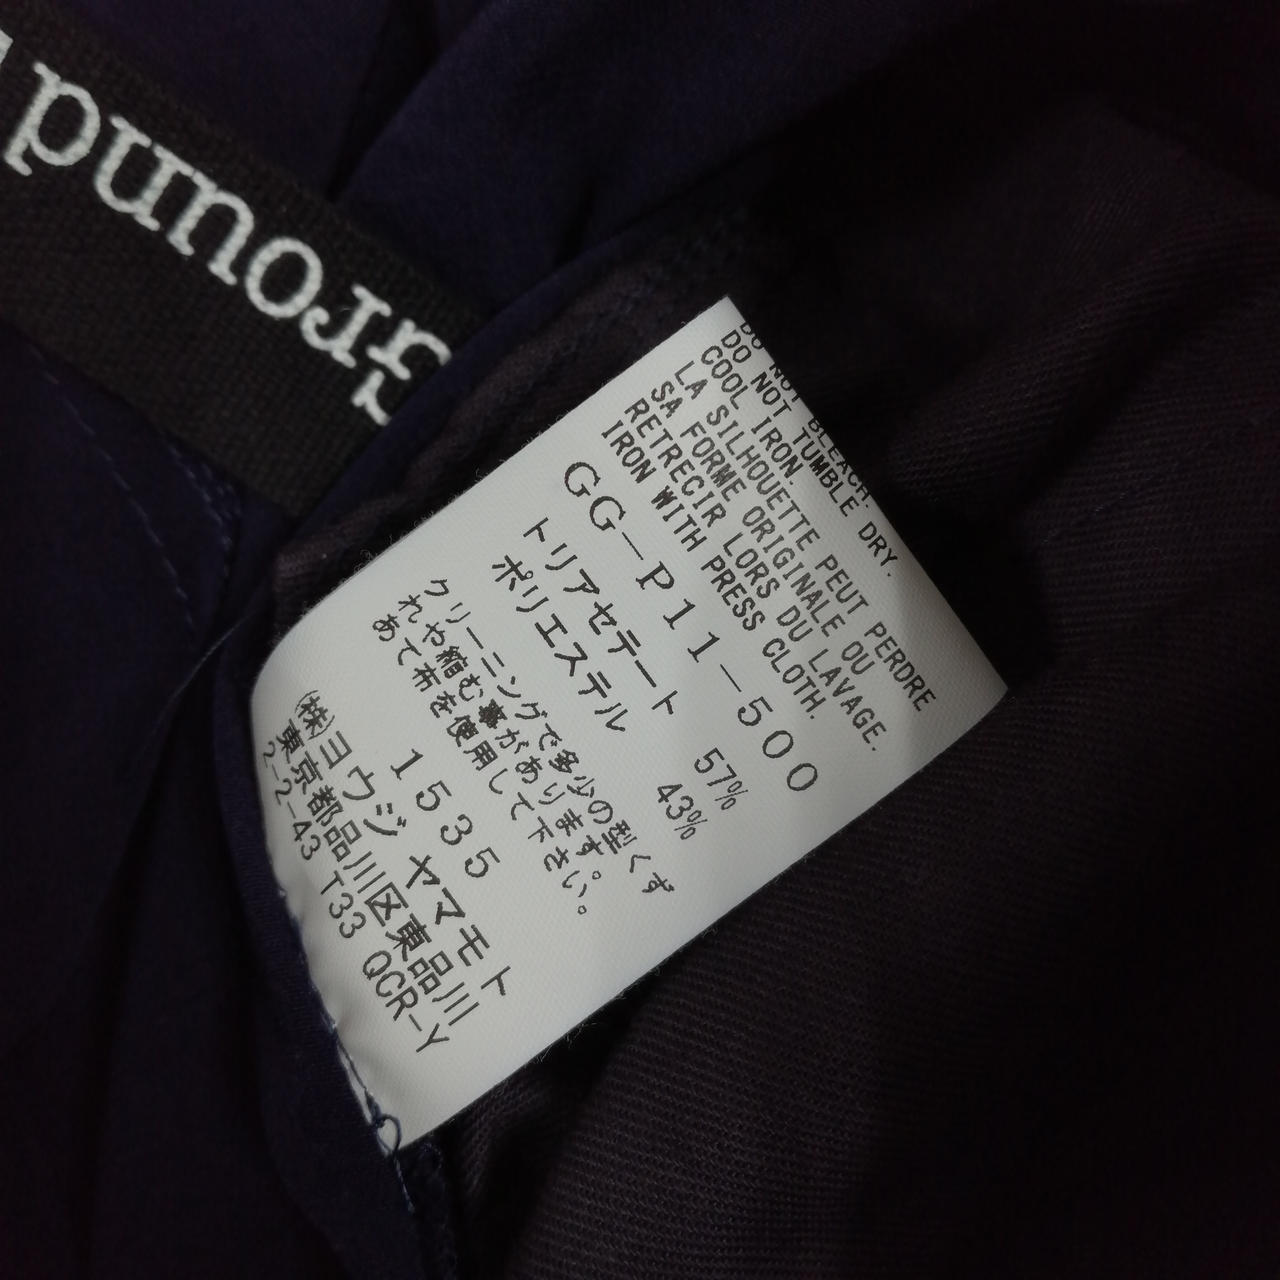 Ground Y
DO NOT BLEACH.
DO NOT TUMBLE DRY.
COOL IRON.
LA SILHOUETTE PEUT PERDRE
SA FORME ORIGINALE OU
RETRECIR LORS DU LAVAGE.
IRON WITH PRESS CLOTH.
GG-P11-500
トリアセテート 57%
ポリエステル 43%
クリーニングで多少の型くず
れや縮む事があります。
あて布を使用して下さい。
1535
(株)ヨウジ ヤマモト
東京都品川区東品川
2-2-43 T33 QCR-Y